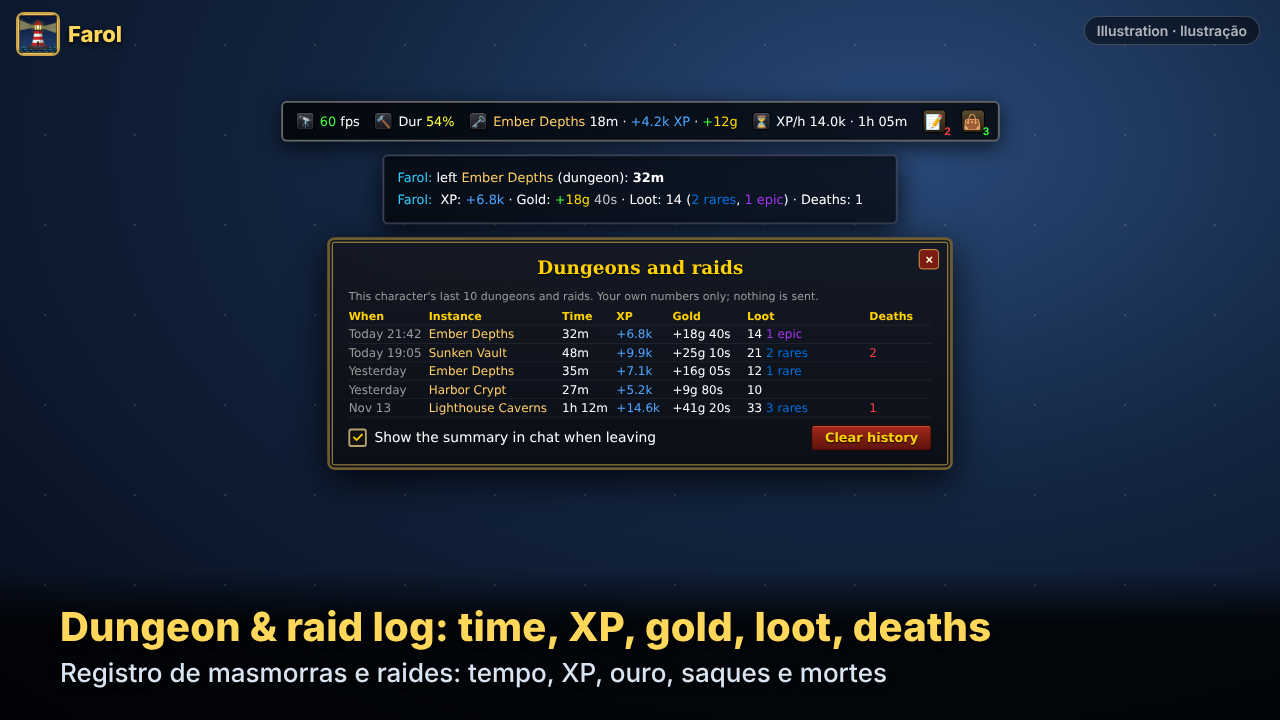 Farol
Illustration · Ilustração
60 fps Dur 54% Ember Depths 18m · +4.2k XP · +12g XP/h 14.0k · 1h 05m 2 3
Farol: left Ember Depths (dungeon): 32m
Farol: XP: +6.8k · Gold: +18g 40s · Loot: 14 (2 rares, 1 epic) · Deaths: 1
Dungeons and raids
×
This character's last 10 dungeons and raids. Your own numbers only; nothing is sent.
When Instance Time XP Gold Loot Deaths
Today 21:42 Ember Depths 32m +6.8k +18g 40s 14 1 epic
Today 19:05 Sunken Vault 48m +9.9k +25g 10s 21 2 rares 2
Yesterday Ember Depths 35m +7.1k +16g 05s 12 1 rare
Yesterday Harbor Crypt 27m +5.2k +9g 80s 10
Nov 13 Lighthouse Caverns 1h 12m +14.6k +41g 20s 33 3 rares 1
Show the summary in chat when leaving
Clear history
Dungeon & raid log: time, XP, gold, loot, deaths
Registro de masmorras e raides: tempo, XP, ouro, saques e mortes